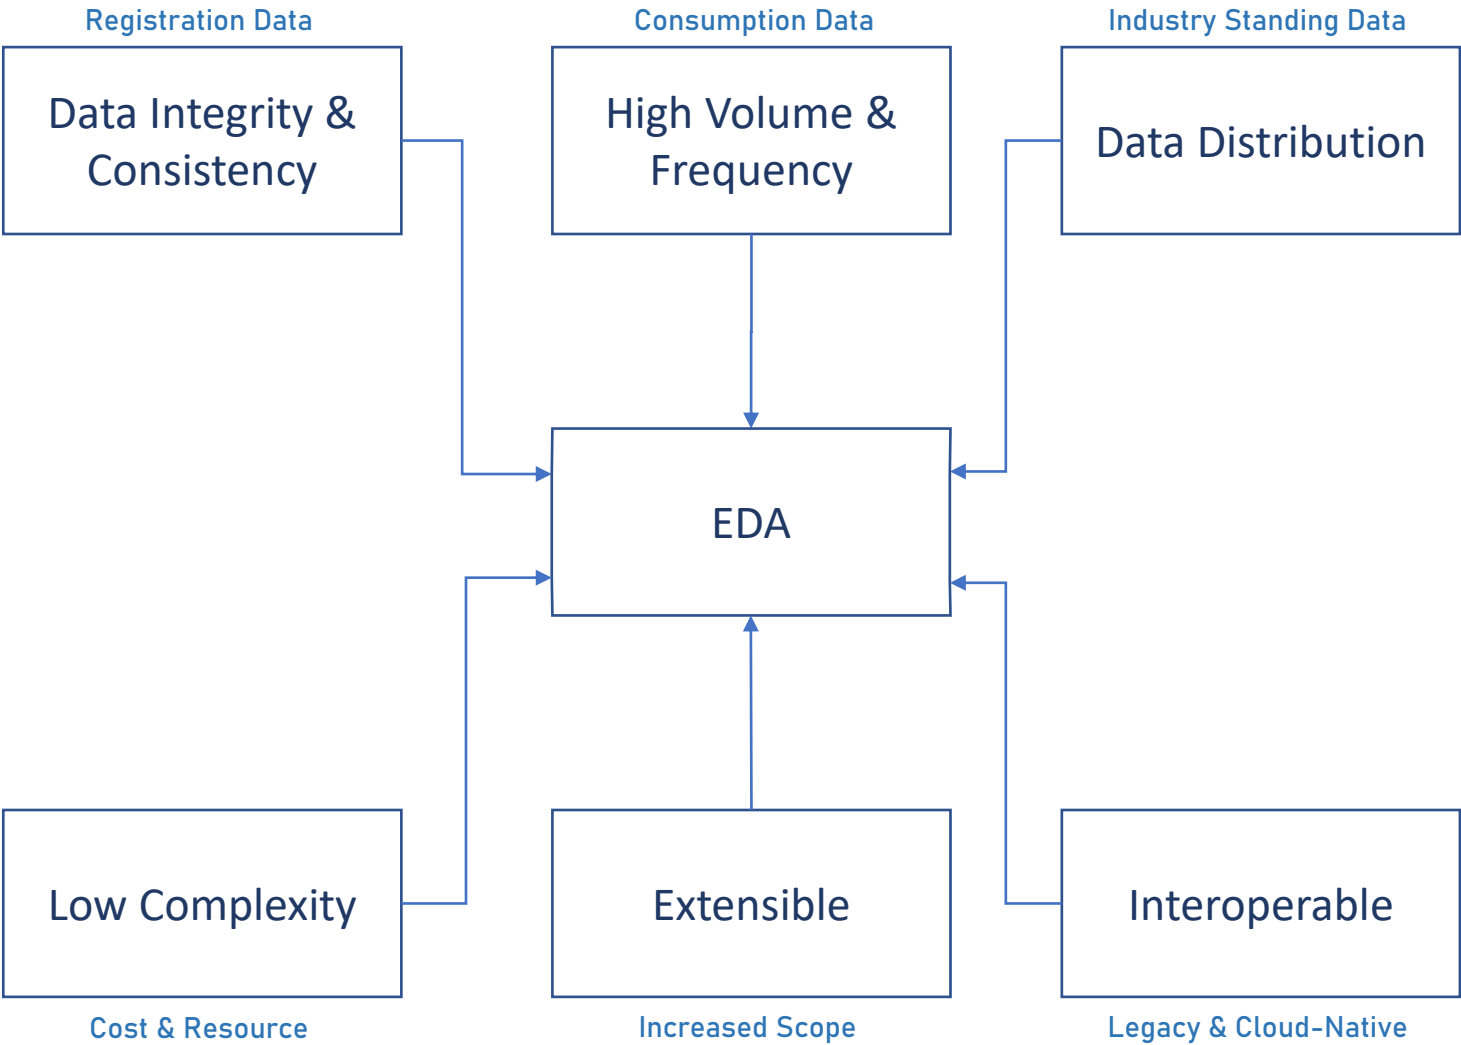 Registration Data
Consumption Data
Industry Standing Data
Data Integrity &
Consistency
High Volume &
Frequency
Data Distribution
EDA
Low Complexity
Extensible
Interoperable
Cost & Resource
Increased Scope
Legacy & Cloud-Native